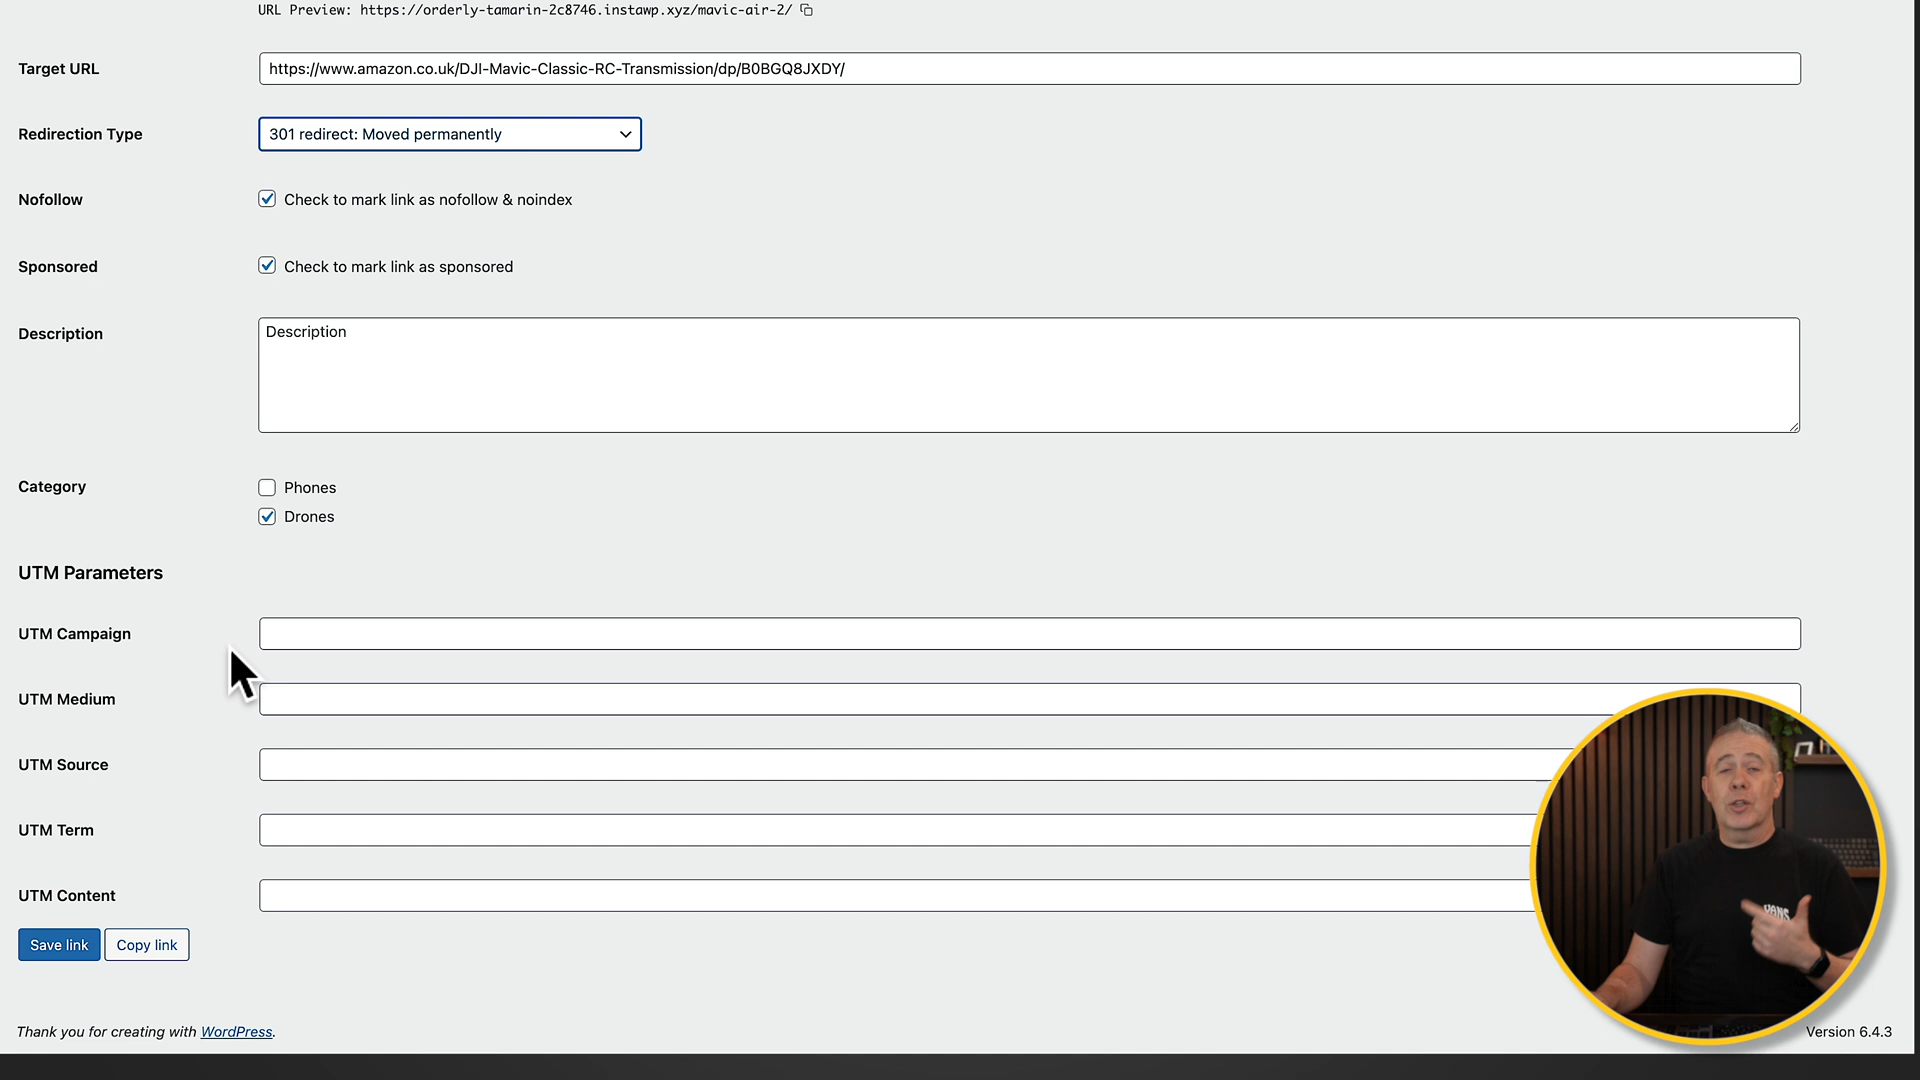 URL Preview: https://orderly-tamarin-2c8746.instawp.xyz/mavic-air-2/
Target URL
https://www.amazon.co.uk/DJI-Mavic-Classic-RC-Transmission/dp/B0BGQ8JXDY/
Redirection Type
301 redirect: Moved permanently
Nofollow
Check to mark link as nofollow & noindex
Sponsored
Check to mark link as sponsored
Description
Description
Category
Phones
Drones
UTM Parameters
UTM Campaign
UTM Medium
UTM Source
UTM Term
UTM Content
VANS
Save link Copy link
Thank you for creating with WordPress.
Version 6.4.3